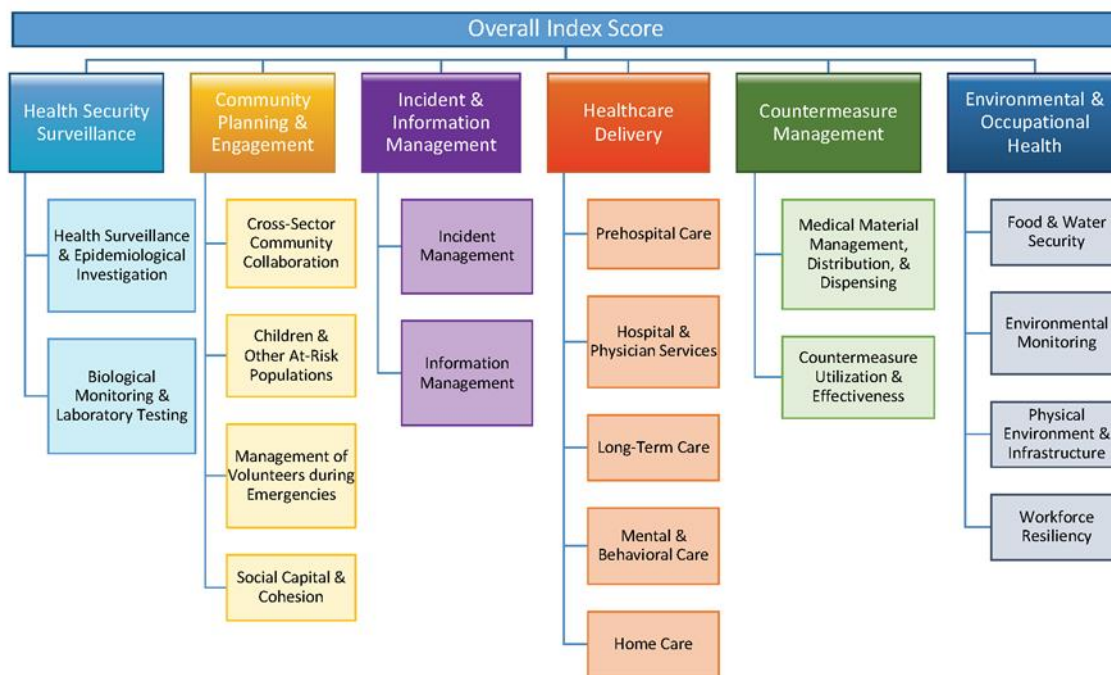 Overall Index Score
Health Security
Surveillance
Community
Planning &
Engagement
Incident &
Information
Management
Healthcare
Delivery
Countermeasure
Management
Environmental &
Occupational
Health
Health Surveillance
& Epidemiological
Investigation
Biological
Monitoring &
Laboratory Testing
Cross-Sector
Community
Collaboration
Children &
Other At-Risk
Populations
Management of
Volunteers during
Emergencies
Social Capital &
Cohesion
Incident
Management
Information
Management
Prehospital Care
Hospital &
Physician Services
Long-Term Care
Mental &
Behavioral Care
Home Care
Medical Material
Management,
Distribution, &
Dispensing
Countermeasure
Utilization &
Effectiveness
Food & Water
Security
Environmental
Monitoring
Physical
Environment &
Infrastructure
Workforce
Resiliency